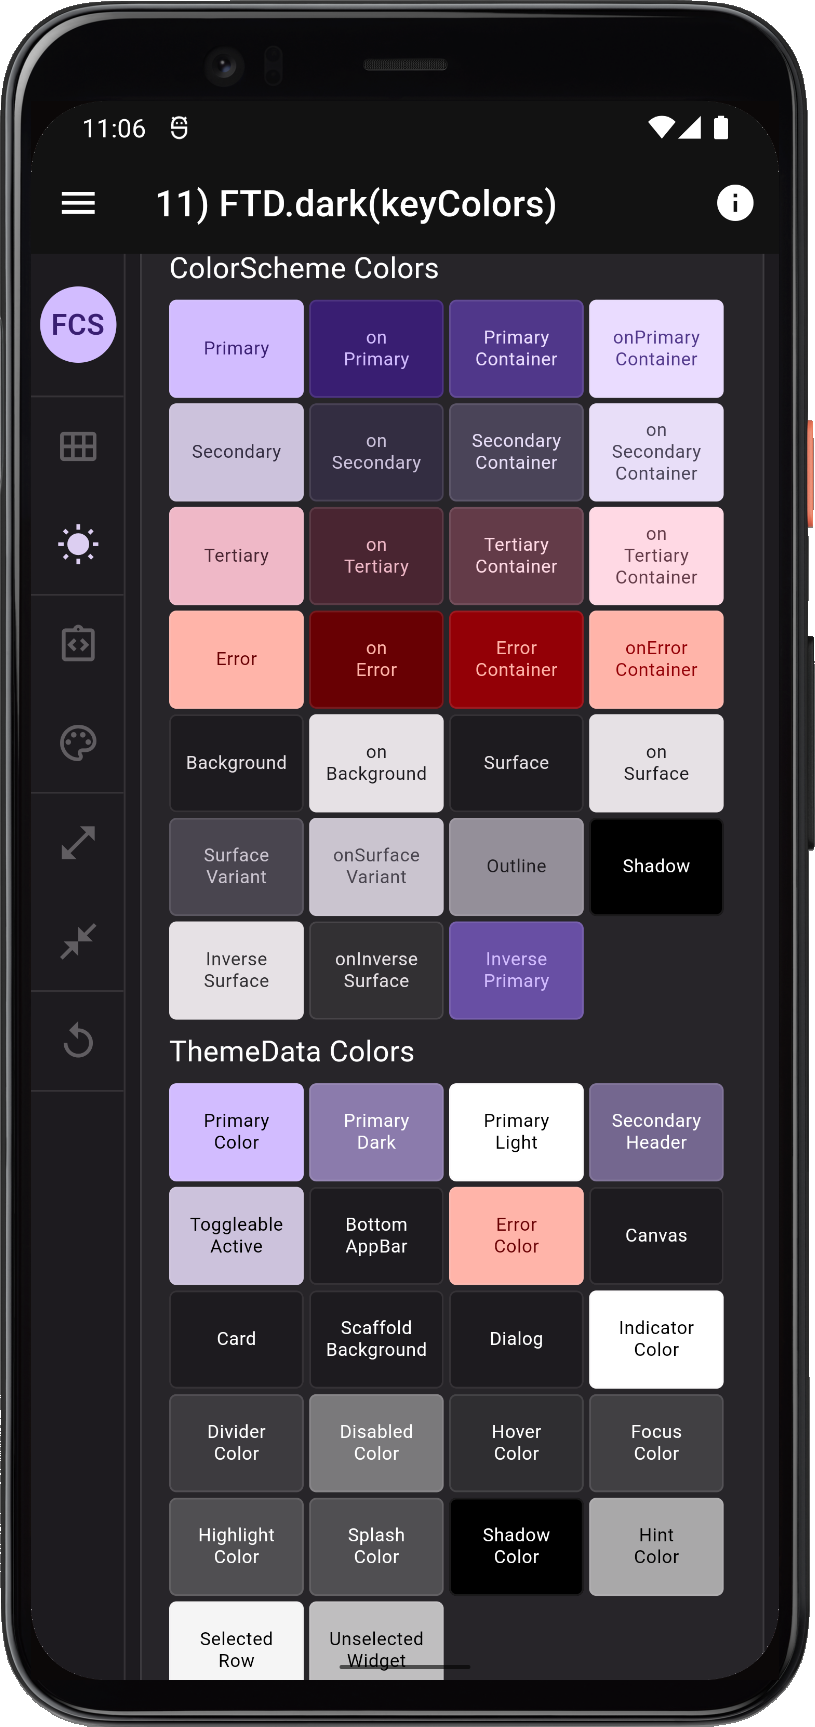 11:06
11) FTD.dark(keyColors)
ColorScheme Colors
FCS
Primary
on
Primary
Primary
Container
onPrimary
Container
Secondary
on
Secondary
Secondary
Container
on
Secondary
Container
Tertiary
on
Tertiary
Tertiary
Container
on
Tertiary
Container
Error
on
Error
Error
Container
onError
Container
Background
on
Background
Surface
on
Surface
Surface
Variant
onSurface
Variant
Outline
Shadow
Inverse
Surface
onInverse
Surface
Inverse
Primary
ThemeData Colors
Primary
Color
Primary
Dark
Primary
Light
Secondary
Header
Toggleable
Active
Bottom
AppBar
Error
Color
Canvas
Card
Scaffold
Background
Dialog
Indicator
Color
Divider
Color
Disabled
Color
Hover
Color
Focus
Color
Highlight
Color
Splash
Color
Shadow
Color
Hint
Color
Selected
Row
Unselected
Widget